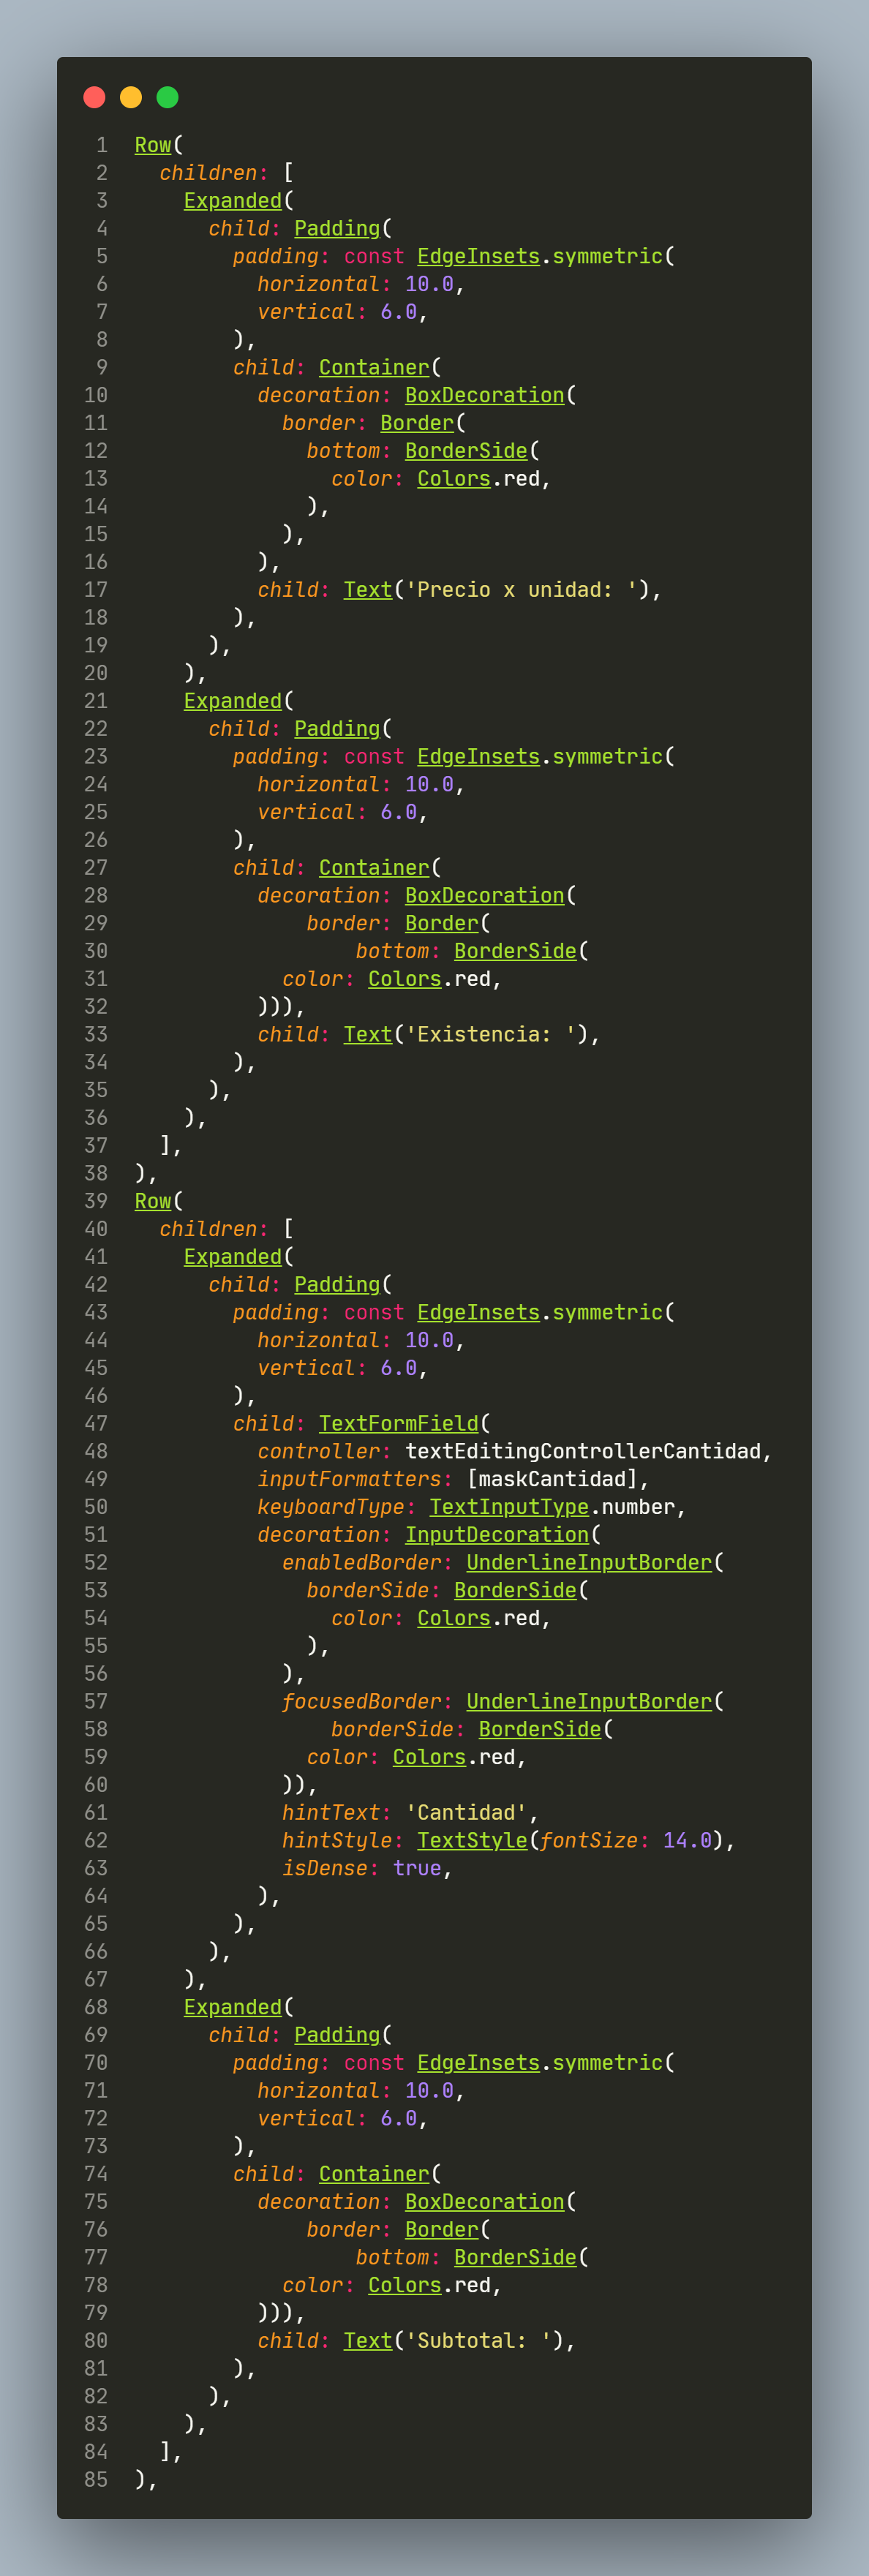 1 Row(
2   children: [
3     Expanded(
4       child: Padding(
5         padding: const EdgeInsets.symmetric(
6           horizontal: 10.0,
7           vertical: 6.0,
8         ),
9         child: Container(
10           decoration: BoxDecoration(
11             border: Border(
12               bottom: BorderSide(
13                 color: Colors.red,
14               ),
15             ),
16           ),
17           child: Text('Precio x unidad: '),
18         ),
19       ),
20     ),
21     Expanded(
22       child: Padding(
23         padding: const EdgeInsets.symmetric(
24           horizontal: 10.0,
25           vertical: 6.0,
26         ),
27         child: Container(
28           decoration: BoxDecoration(
29               border: Border(
30                   bottom: BorderSide(
31             color: Colors.red,
32           ))),
33           child: Text('Existencia: '),
34         ),
35       ),
36     ),
37   ],
38 ),
39 Row(
40   children: [
41     Expanded(
42       child: Padding(
43         padding: const EdgeInsets.symmetric(
44           horizontal: 10.0,
45           vertical: 6.0,
46         ),
47         child: TextFormField(
48           controller: textEditingControllerCantidad,
49           inputFormatters: [maskCantidad],
50           keyboardType: TextInputType.number,
51           decoration: InputDecoration(
52             enabledBorder: UnderlineInputBorder(
53               borderSide: BorderSide(
54                 color: Colors.red,
55               ),
56             ),
57             focusedBorder: UnderlineInputBorder(
58                 borderSide: BorderSide(
59               color: Colors.red,
60             )),
61             hintText: 'Cantidad',
62             hintStyle: TextStyle(fontSize: 14.0),
63             isDense: true,
64           ),
65         ),
66       ),
67     ),
68     Expanded(
69       child: Padding(
70         padding: const EdgeInsets.symmetric(
71           horizontal: 10.0,
72           vertical: 6.0,
73         ),
74         child: Container(
75           decoration: BoxDecoration(
76               border: Border(
77                   bottom: BorderSide(
78             color: Colors.red,
79           ))),
80           child: Text('Subtotal: '),
81         ),
82       ),
83     ),
84   ],
85 ),